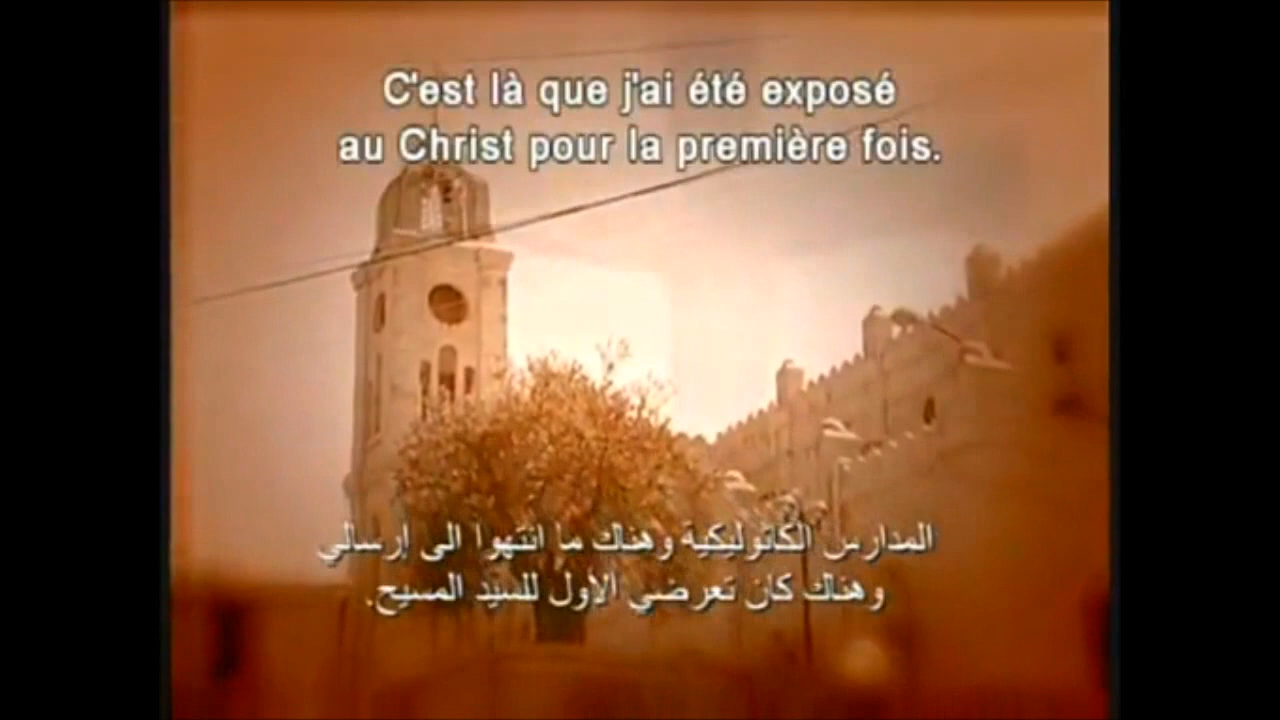 C'est là que j'ai été exposé
au Christ pour la première fois.
المدارس الكاثوليكية وهناك ما انتهوا الى إرسالي
وهناك كان تعرضي الأول للسيد المسيح.